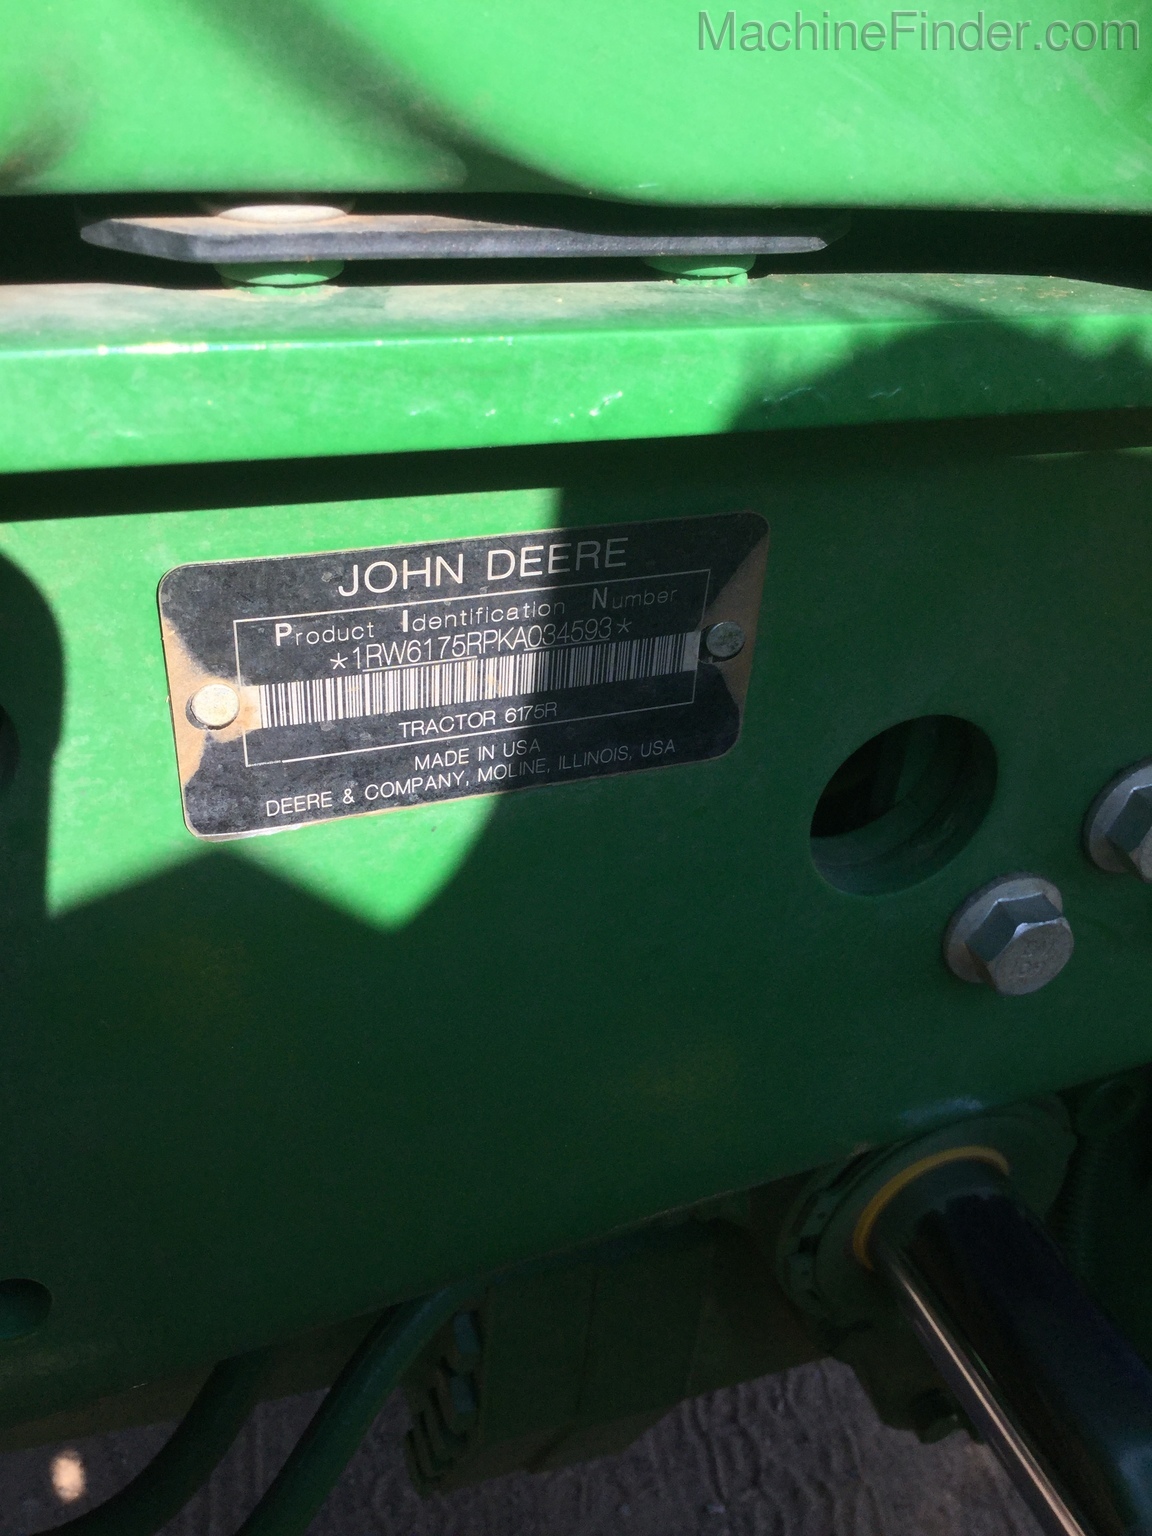 MachineFinder.com
JOHN DEERE
Product Identification Number
*1RW6175RPKA034593*
TRACTOR 6175R
MADE IN USA
DEERE & COMPANY, MOLINE, ILLINOIS, USA